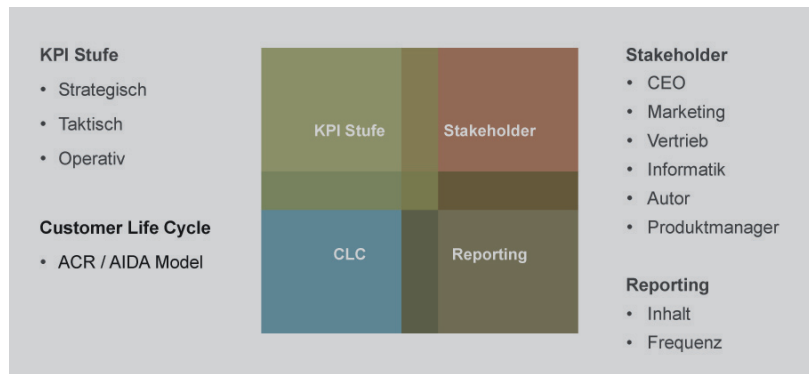 KPI Stufe
• Strategisch
• Taktisch
• Operativ
Customer Life Cycle
• ACR / AIDA Model
KPI Stufe
Stakeholder
CLC
Reporting
Stakeholder
• CEO
• Marketing
• Vertrieb
• Informatik
• Autor
• Produktmanager
Reporting
• Inhalt
• Frequenz